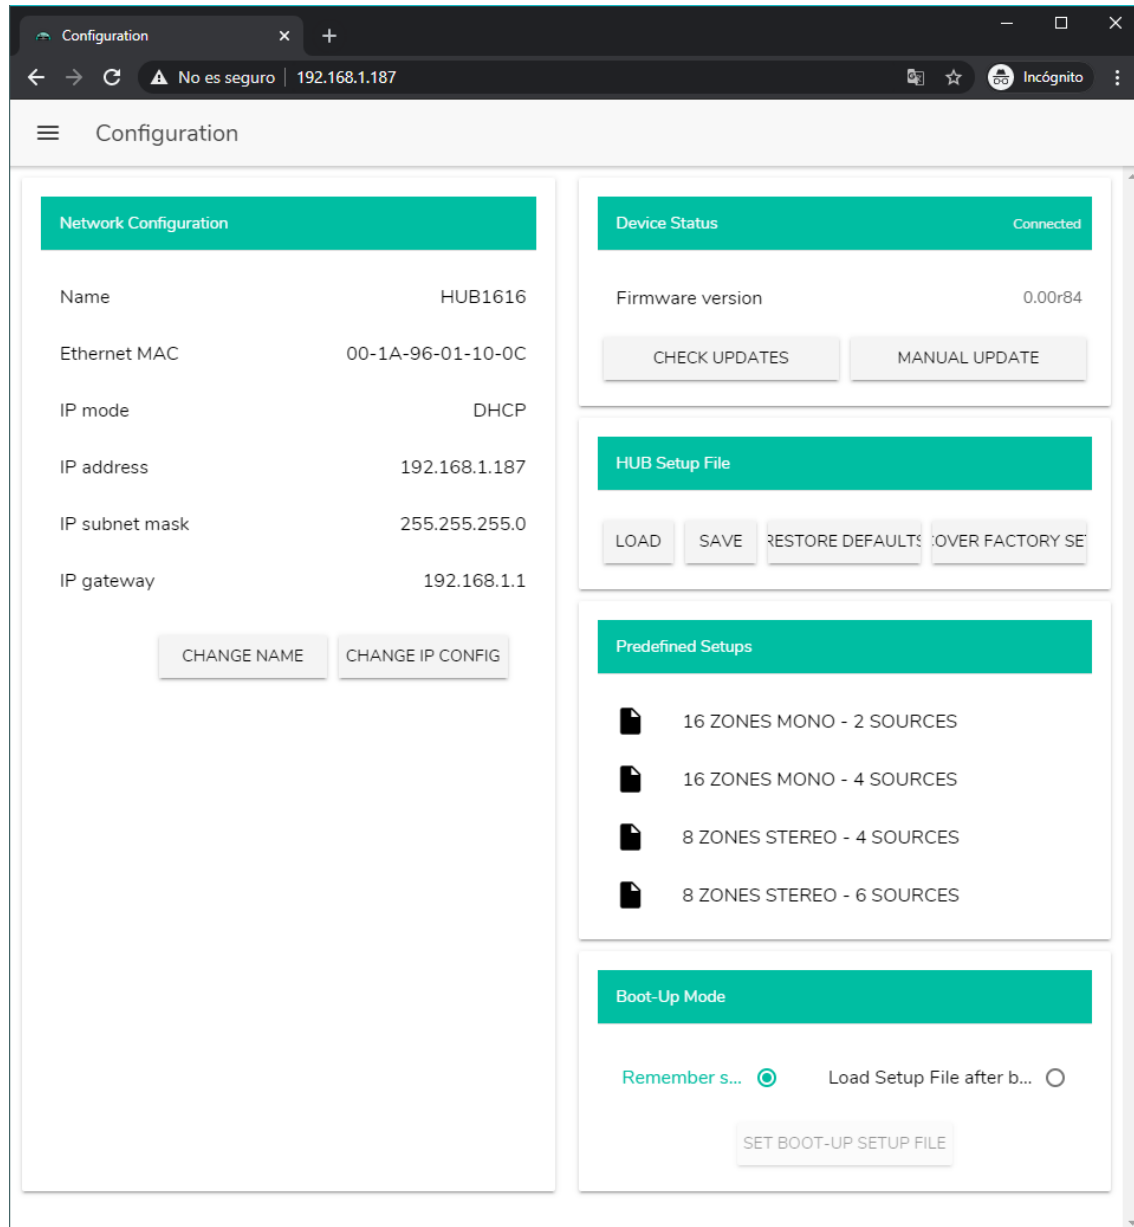 Configuration
No es seguro
192.168.1.187
Incógnito
Configuration
Network Configuration
Name HUB1616
Ethernet MAC 00-1A-96-01-10-0C
IP mode DHCP
IP address 192.168.1.187
IP subnet mask 255.255.255.0
IP gateway 192.168.1.1
CHANGE NAME CHANGE IP CONFIG
Device Status Connected
Firmware version 0.00r84
CHECK UPDATES MANUAL UPDATE
HUB Setup File
LOAD SAVE RESTORE DEFAULTS OVER FACTORY SE
Predefined Setups
16 ZONES MONO - 2 SOURCES
16 ZONES MONO - 4 SOURCES
8 ZONES STEREO - 4 SOURCES
8 ZONES STEREO - 6 SOURCES
Boot-Up Mode
Remember s... Load Setup File after b...
SET BOOT-UP SETUP FILE